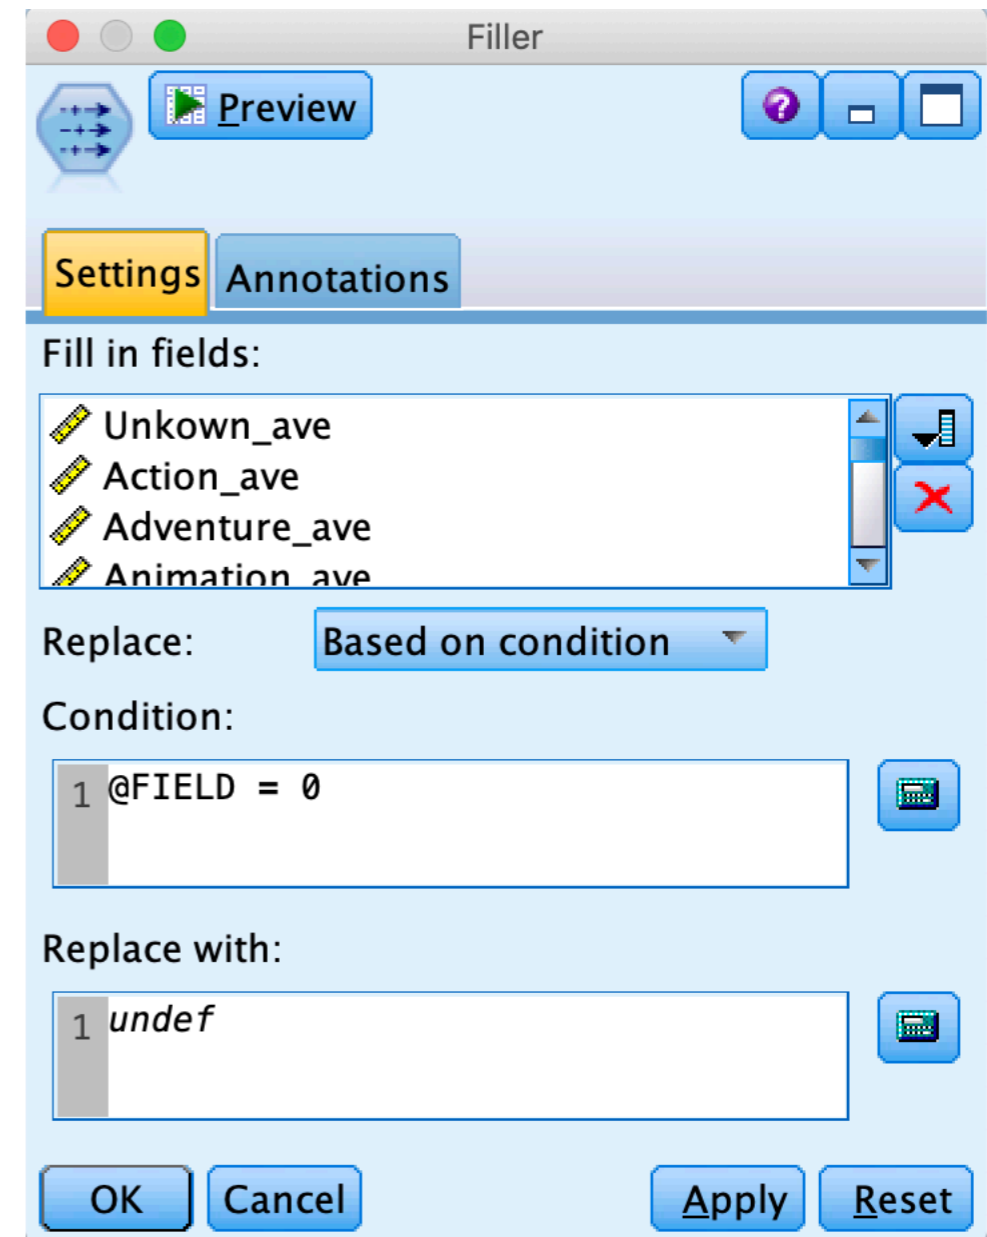 Filler
Preview
Settings Annotations
Fill in fields:
Unkown_ave
Action_ave
Adventure_ave
Animation_ave
Replace: Based on condition
Condition:
1 @FIELD = 0
Replace with:
1 undef
OK Cancel Apply Reset